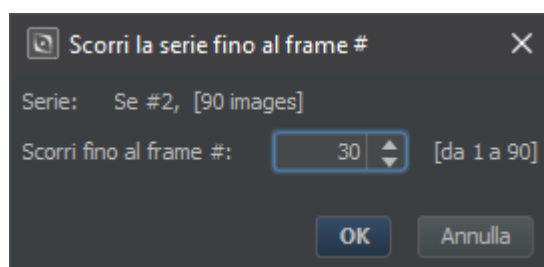 Scorri la serie fino al frame #
Serie: Se #2, [90 images]
Scorri fino al frame #: 30 [da 1 a 90]
OK Annulla